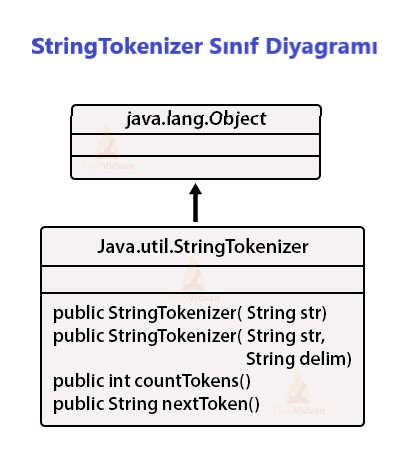 StringTokenizer Sınıf Diyagramı
java.lang.Object
Java.util.StringTokenizer
public StringTokenizer( String str)
public StringTokenizer( String str,
String delim)
public int countTokens()
public String nextToken()